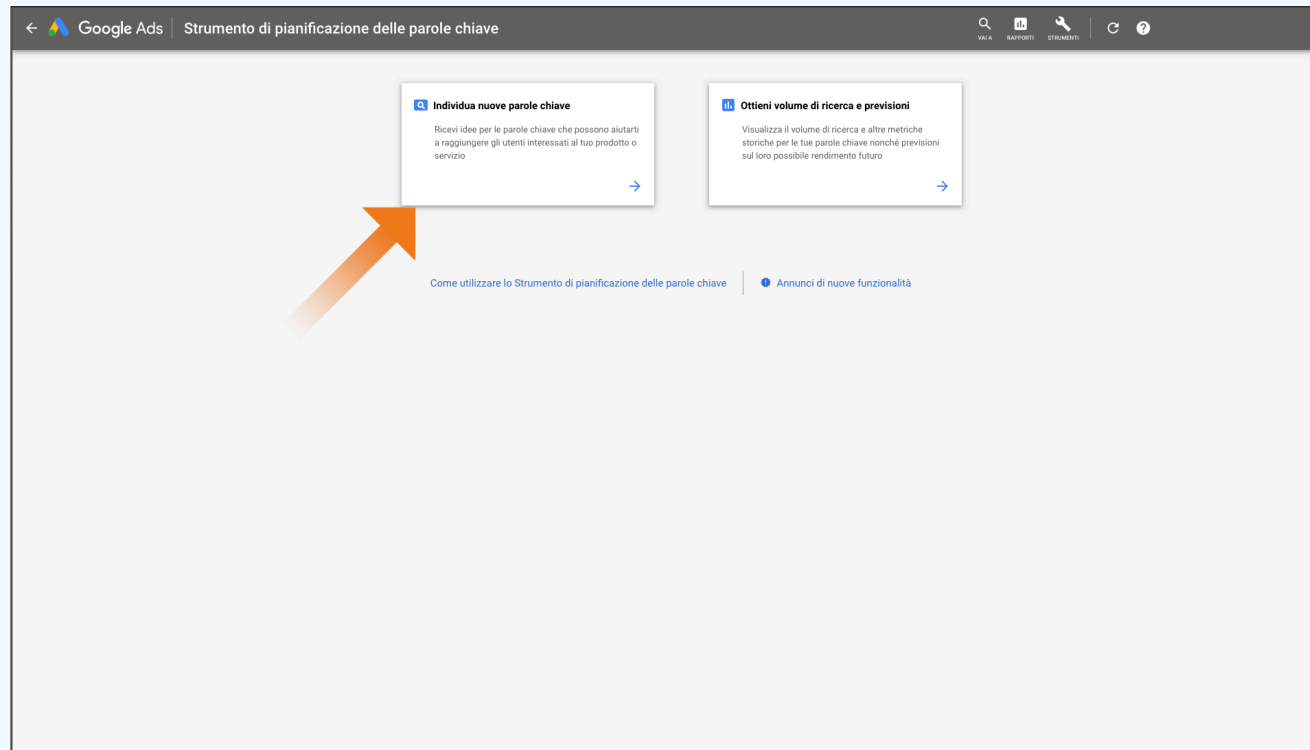 Google Ads Strumento di pianificazione delle parole chiave
VAI A RAPPORTI STRUMENTI
Individua nuove parole chiave
Ricevi idee per le parole chiave che possono aiutarti
a raggiungere gli utenti interessati al tuo prodotto o
servizio
Ottieni volume di ricerca e previsioni
Visualizza il volume di ricerca e altre metriche
storiche per le tue parole chiave nonché previsioni
sul loro possibile rendimento futuro
Come utilizzare lo Strumento di pianificazione delle parole chiave
Annunci di nuove funzionalità